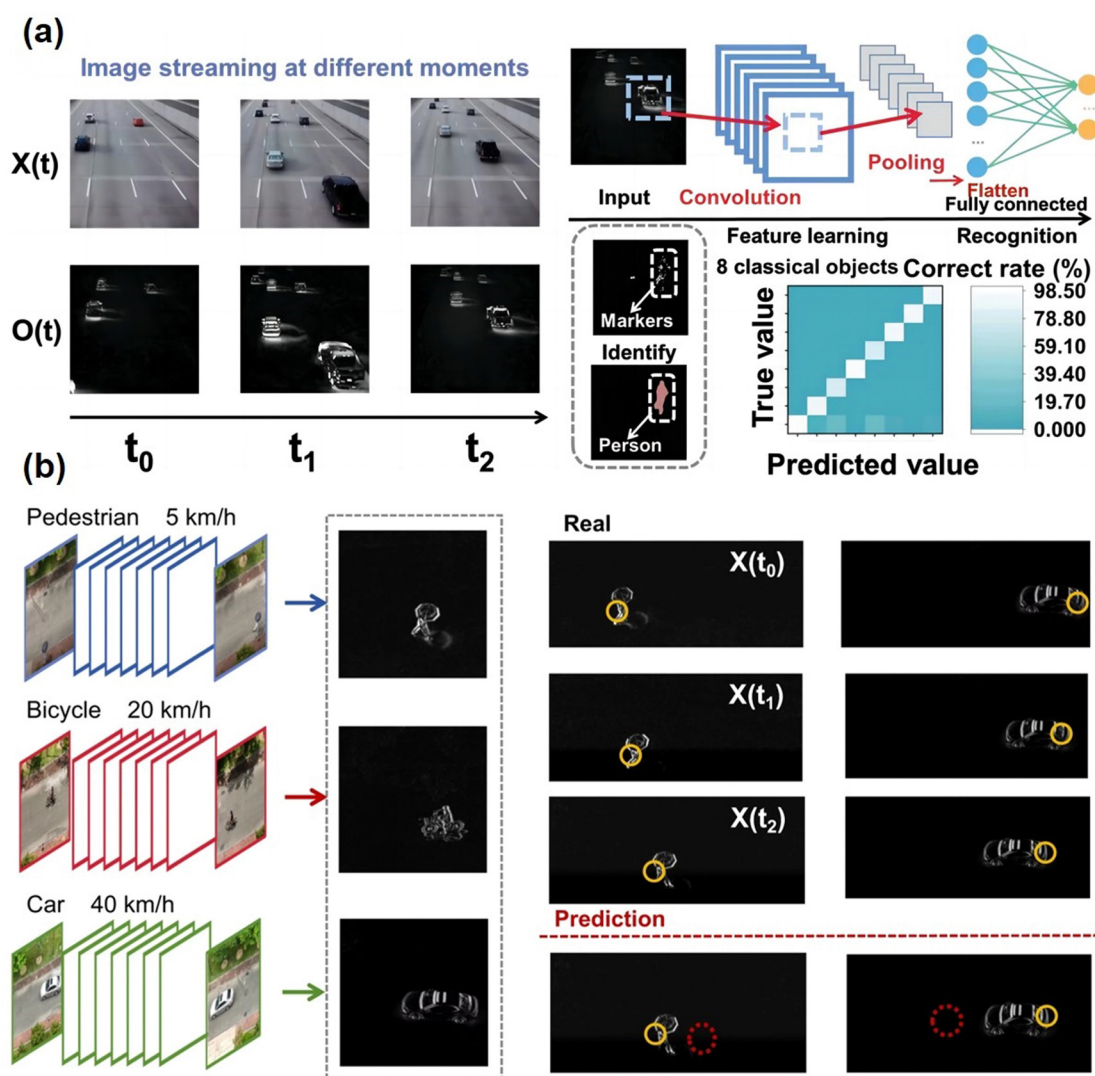 (a)
Image streaming at different moments
X(t)
O(t)
t0
t1
t2
Input
Convolution
Pooling
Flatten
Fully connected
Feature learning
Recognition
...
...
Markers
Identify
Person
8 classical objects
Correct rate (%)
True value
Predicted value
98.50
78.80
59.10
39.40
19.70
0.000
(b)
Pedestrian 5 km/h
Bicycle 20 km/h
Car 40 km/h
Real
X(t0)
X(t1)
X(t2)
Prediction